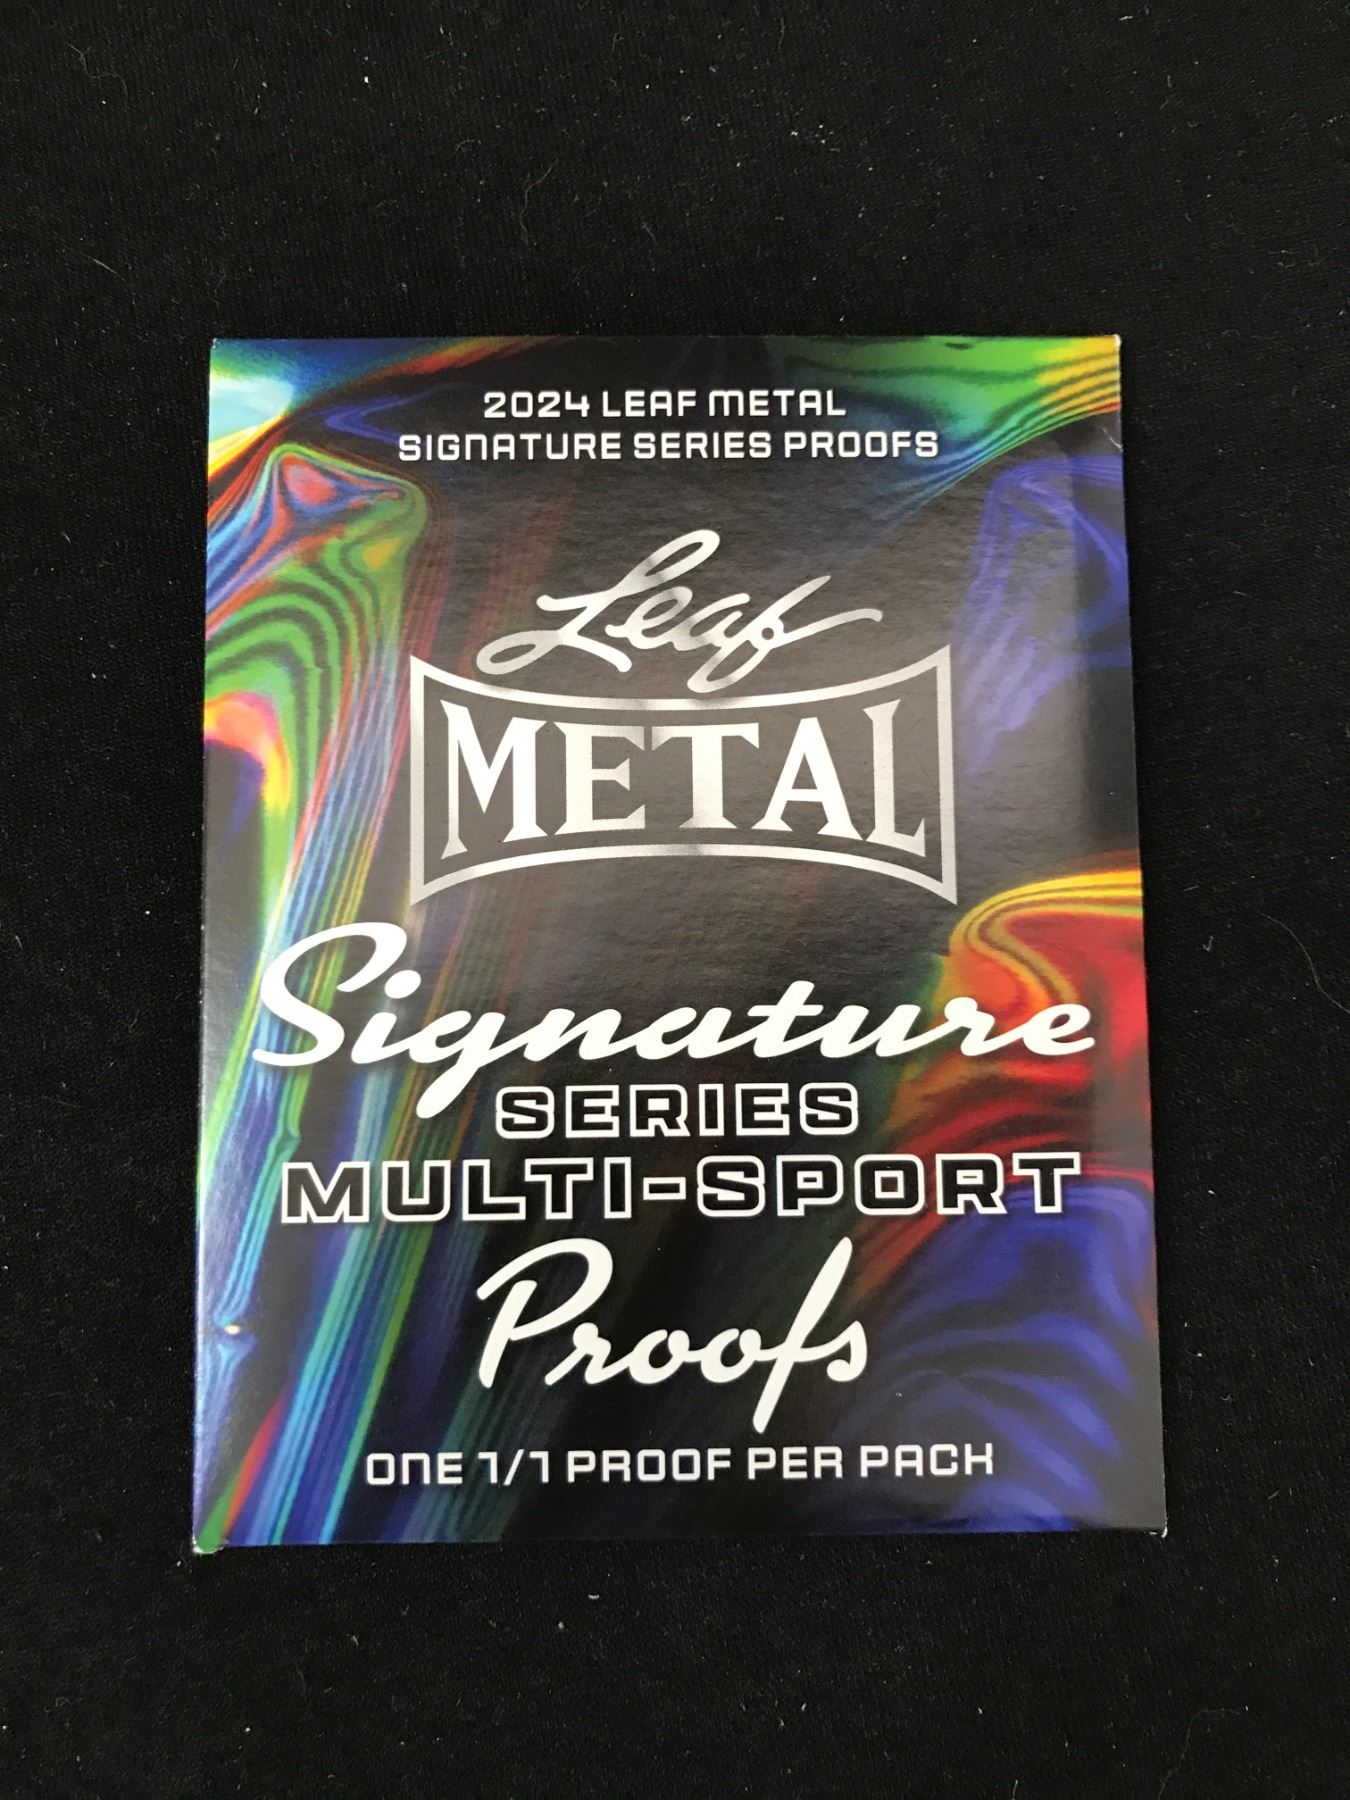 2024 LEAF METAL
SIGNATURE SERIES PROOFS
Leaf
METAL
Signature
SERIES
MULTI-SPORT
Proofs
ONE 1/1 PROOF PER PACK